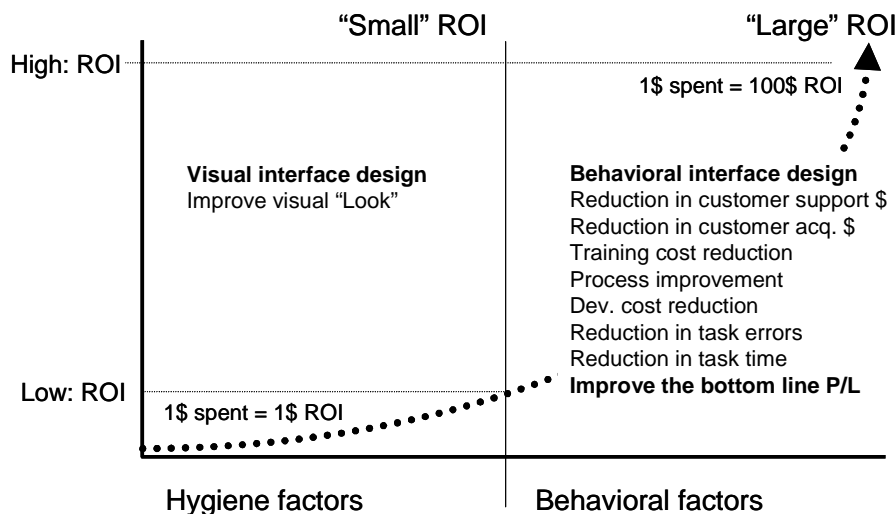 “Small” ROI
“Large” ROI
High: ROI
1$ spent = 100$ ROI
Visual interface design
Improve visual “Look”
Behavioral interface design
Reduction in customer support $
Reduction in customer acq. $
Training cost reduction
Process improvement
Dev. cost reduction
Reduction in task errors
Reduction in task time
Improve the bottom line P/L
Low: ROI
1$ spent = 1$ ROI
Hygiene factors
Behavioral factors